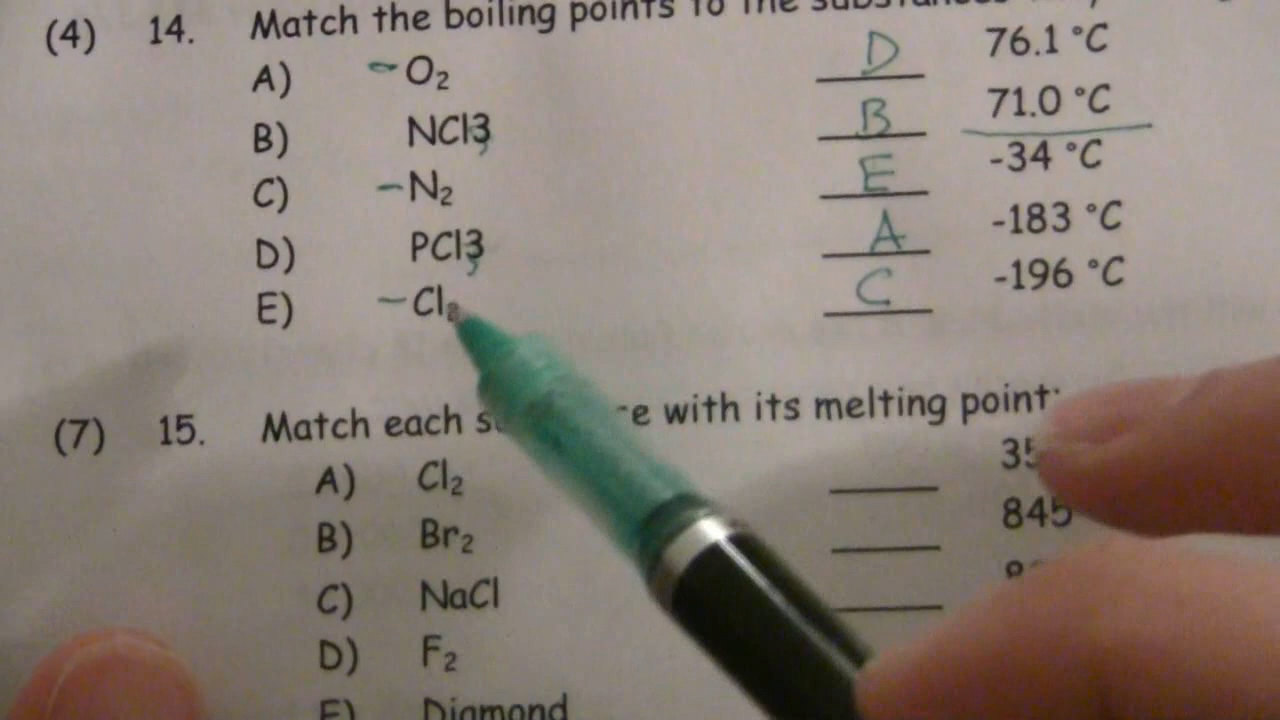 (4) 14. Match the boiling points to the
A) - O₂ D 76.1 °C
B) NCl3 B 71.0 °C
C) - N₂ E -34 °C
D) PCl3 A -183 °C
E) - Cl₂ C -196 °C
(7) 15. Match each with its melting point:
A) Cl₂
B) Br₂ 845
C) NaCl
D) F₂
E) Diamond